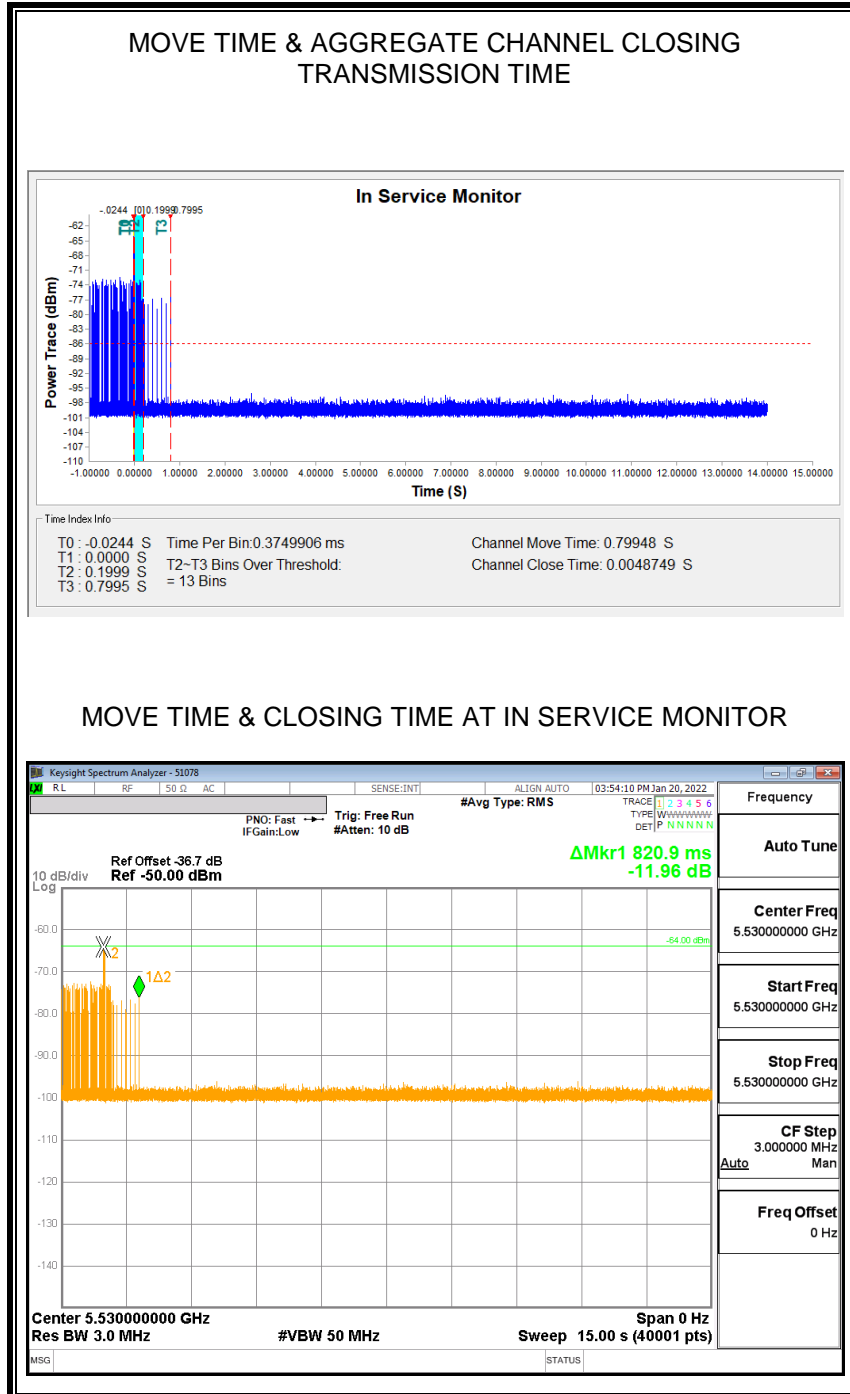 MOVE TIME & AGGREGATE CHANNEL CLOSING
TRANSMISSION TIME
In Service Monitor
-.0244 [0]0.1999 0.7995
T2
T3
Power Trace (dBm)
-62
-65
-68
-71
-74
-77
-80
-83
-86
-89
-92
-95
-98
-101
-104
-107
-110
-1.00000 0.00000 1.00000 2.00000 3.00000 4.00000 5.00000 6.00000 7.00000 8.00000 9.00000 10.00000 11.00000 12.00000 13.00000 14.00000 15.00000
Time (S)
Time Index Info
T0 : -0.0244 S
T1 : 0.0000 S
T2 : 0.1999 S
T3 : 0.7995 S
Time Per Bin:0.3749906 ms
T2~T3 Bins Over Threshold:
= 13 Bins
Channel Move Time: 0.79948 S
Channel Close Time: 0.0048749 S
MOVE TIME & CLOSING TIME AT IN SERVICE MONITOR
Keysight Spectrum Analyzer - 51078
LXI RL RF 50 Ω AC SENSE:INT ALIGN AUTO 03:54:10 PM Jan 20, 2022
PNO: Fast
IFGain:Low
Trig: Free Run
#Atten: 10 dB
#Avg Type: RMS
TRACE 1 2 3 4 5 6
TYPE WWWWWW
DET P N N N N N
ΔMkr1 820.9 ms
-11.96 dB
Ref Offset -36.7 dB
10 dB/div Ref -50.00 dBm
Log
-60.0
-70.0
-80.0
-90.0
-100
-110
-120
-130
-140
-64.00 dBm
2
1Δ2
Center 5.530000000 GHz Span 0 Hz
Res BW 3.0 MHz #VBW 50 MHz Sweep 15.00 s (40001 pts)
MSG STATUS
Frequency
Auto Tune
Center Freq
5.530000000 GHz
Start Freq
5.530000000 GHz
Stop Freq
5.530000000 GHz
CF Step
3.000000 MHz
Auto Man
Freq Offset
0 Hz